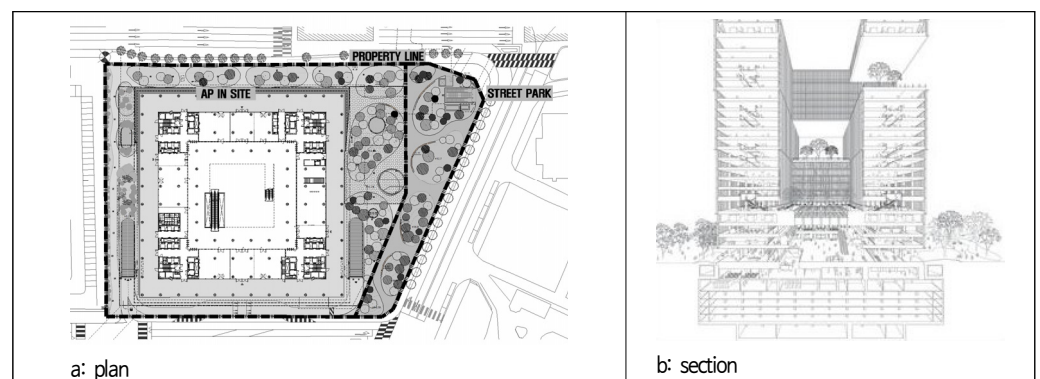 PROPERTY LINE
AP IN SITE
STREET PARK
a: plan
b: section